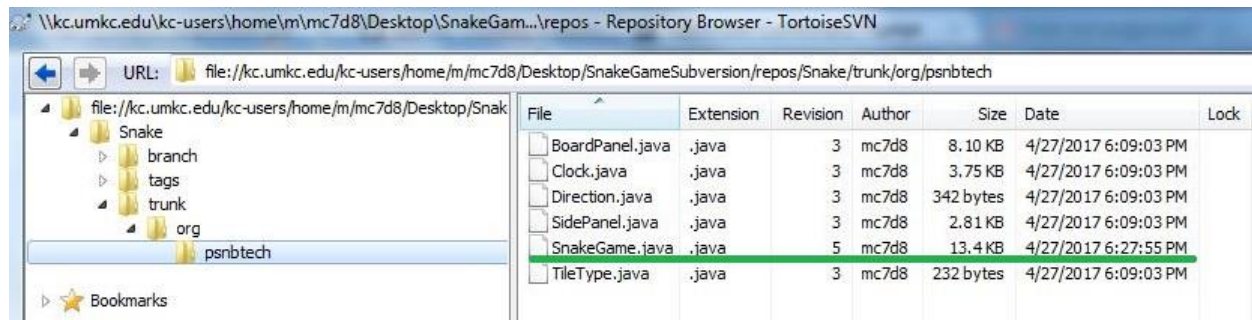 \\kc.umkc.edu\kc-users\home\m\mc7d8\Desktop\SnakeGam...\repos - Repository Browser - TortoiseSVN
URL: file://kc.umkc.edu/kc-users/home/m/mc7d8/Desktop/SnakeGameSubversion/repos/Snake/trunk/org/psnbtech
file://kc.umkc.edu/kc-users/home/m/mc7d8/Desktop/Snak
Snake
branch
tags
trunk
org
psnbtech
Bookmarks
File Extension Revision Author Size Date Lock
BoardPanel.java .java 3 mc7d8 8.10 KB 4/27/2017 6:09:03 PM
Clock.java .java 3 mc7d8 3.75 KB 4/27/2017 6:09:03 PM
Direction.java .java 3 mc7d8 342 bytes 4/27/2017 6:09:03 PM
SidePanel.java .java 3 mc7d8 2.81 KB 4/27/2017 6:09:03 PM
SnakeGame.java .java 5 mc7d8 13.4 KB 4/27/2017 6:27:55 PM
TileType.java .java 3 mc7d8 232 bytes 4/27/2017 6:09:03 PM